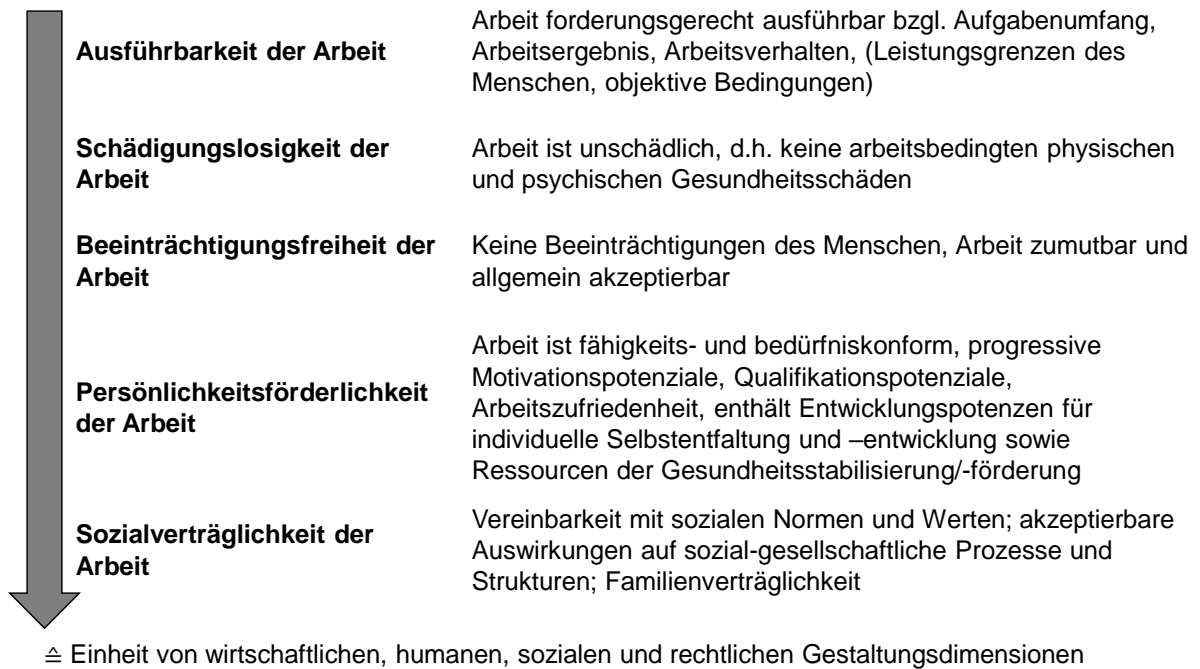 Ausführbarkeit der Arbeit
Arbeit forderungsgerecht ausführbar bzgl. Aufgabenumfang,
Arbeitsergebnis, Arbeitsverhalten, (Leistungsgrenzen des
Menschen, objektive Bedingungen)
Schädigungslosigkeit der
Arbeit
Arbeit ist unschädlich, d.h. keine arbeitsbedingten physischen
und psychischen Gesundheitsschäden
Beeinträchtigungsfreiheit der
Arbeit
Keine Beeinträchtigungen des Menschen, Arbeit zumutbar und
allgemein akzeptierbar
Persönlichkeitsförderlichkeit
der Arbeit
Arbeit ist fähigkeits- und bedürfniskonform, progressive
Motivationspotenziale, Qualifikationspotenziale,
Arbeitszufriedenheit, enthält Entwicklungspotenzen für
individuelle Selbstentfaltung und –entwicklung sowie
Ressourcen der Gesundheitsstabilisierung/-förderung
Sozialverträglichkeit der
Arbeit
Vereinbarkeit mit sozialen Normen und Werten; akzeptierbare
Auswirkungen auf sozial-gesellschaftliche Prozesse und
Strukturen; Familienverträglichkeit
≙ Einheit von wirtschaftlichen, humanen, sozialen und rechtlichen Gestaltungsdimensionen